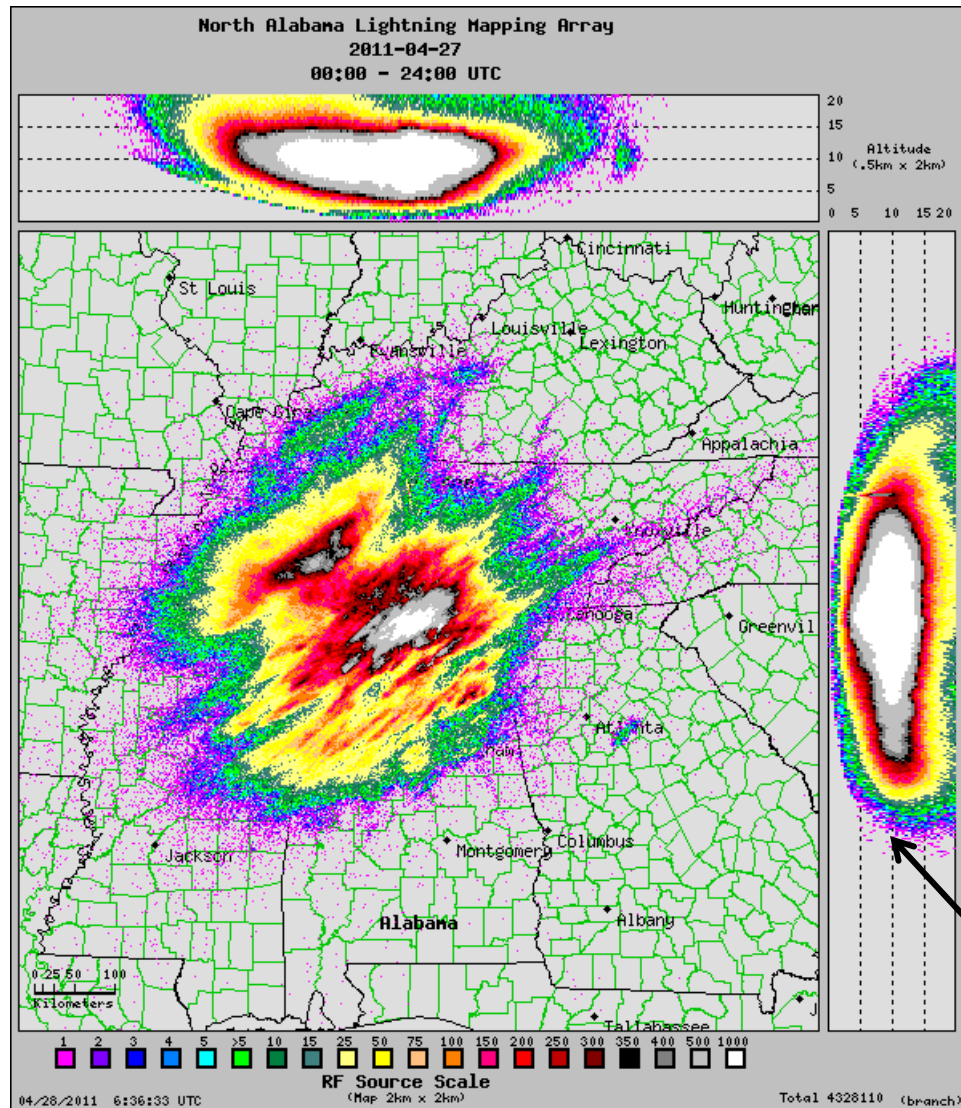 North Alabama Lightning Mapping Array
2011-04-27
00:00 - 24:00 UTC
20
15
Altitude
10 (.5km x 2km)
5
0 5 10 15 20
Cincinnati
St Louis
Huntingham
Louisville
Evansville
Lexington
Cape Gira
Appalachia
Knoxville
anooga
Greenvil
Atlanta
ham
Columbus
Jackson
Montgomery
Albany
Alabama
0 25 50 100
Kilometers
J
Tallahassee
1 2 3 4 5 >5 10 15 25 50 75 100 150 200 250 300 350 400 500 1000
RF Source Scale
(Map 2km x 2km)
04/28/2011 6:36:33 UTC
Total 4328110 (branch)